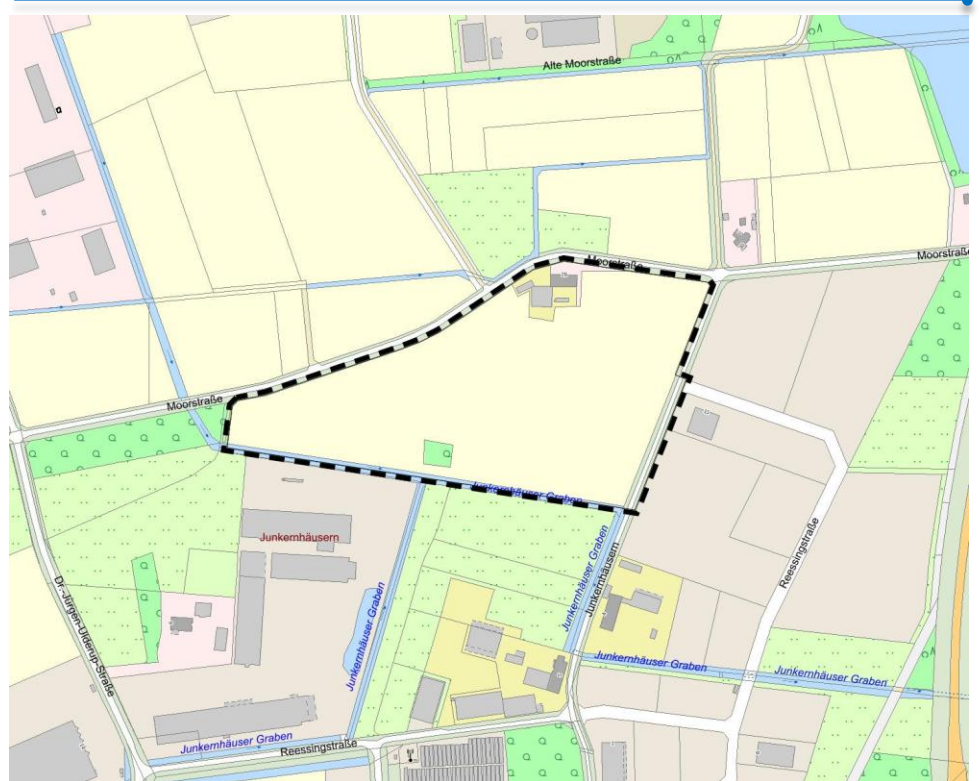 Alte Moorstraße
Moorstraße
Moorstraße
Moorstraße
Junkernhäuser Graben
Junkernhäusern
Junkernhäuser Graben
Junkernhäusern
Reessingstraße
Dr.-Jürgen-Ulderup-Straße
Junkernhäuser Graben
Junkernhäuser Graben
Junkernhäuser Graben
Junkernhäuser Graben
Reessingstraße